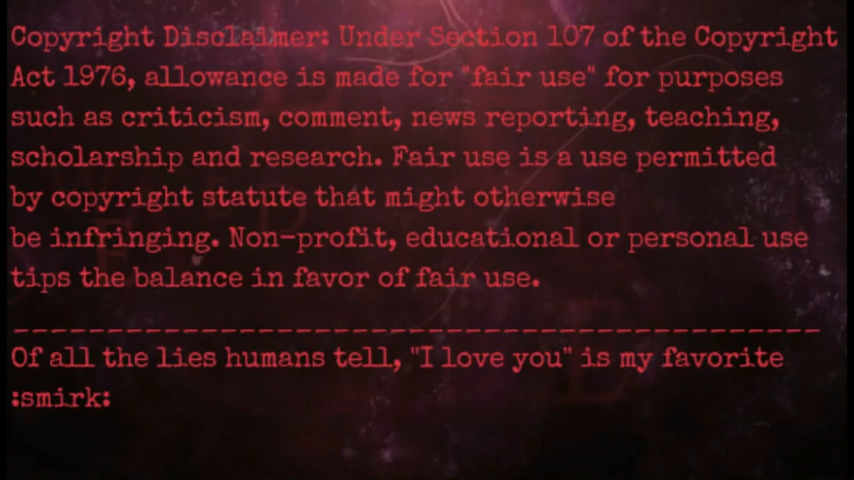 Copyright Disclaimer: Under Section 107 of the Copyright
Act 1976, allowance is made for "fair use" for purposes
such as criticism, comment, news reporting, teaching,
scholarship and research. Fair use is a use permitted
by copyright statute that might otherwise
be infringing. Non-profit, educational or personal use
tips the balance in favor of fair use.
___________________________________________
Of all the lies humans tell, "I love you" is my favorite
:smirk: